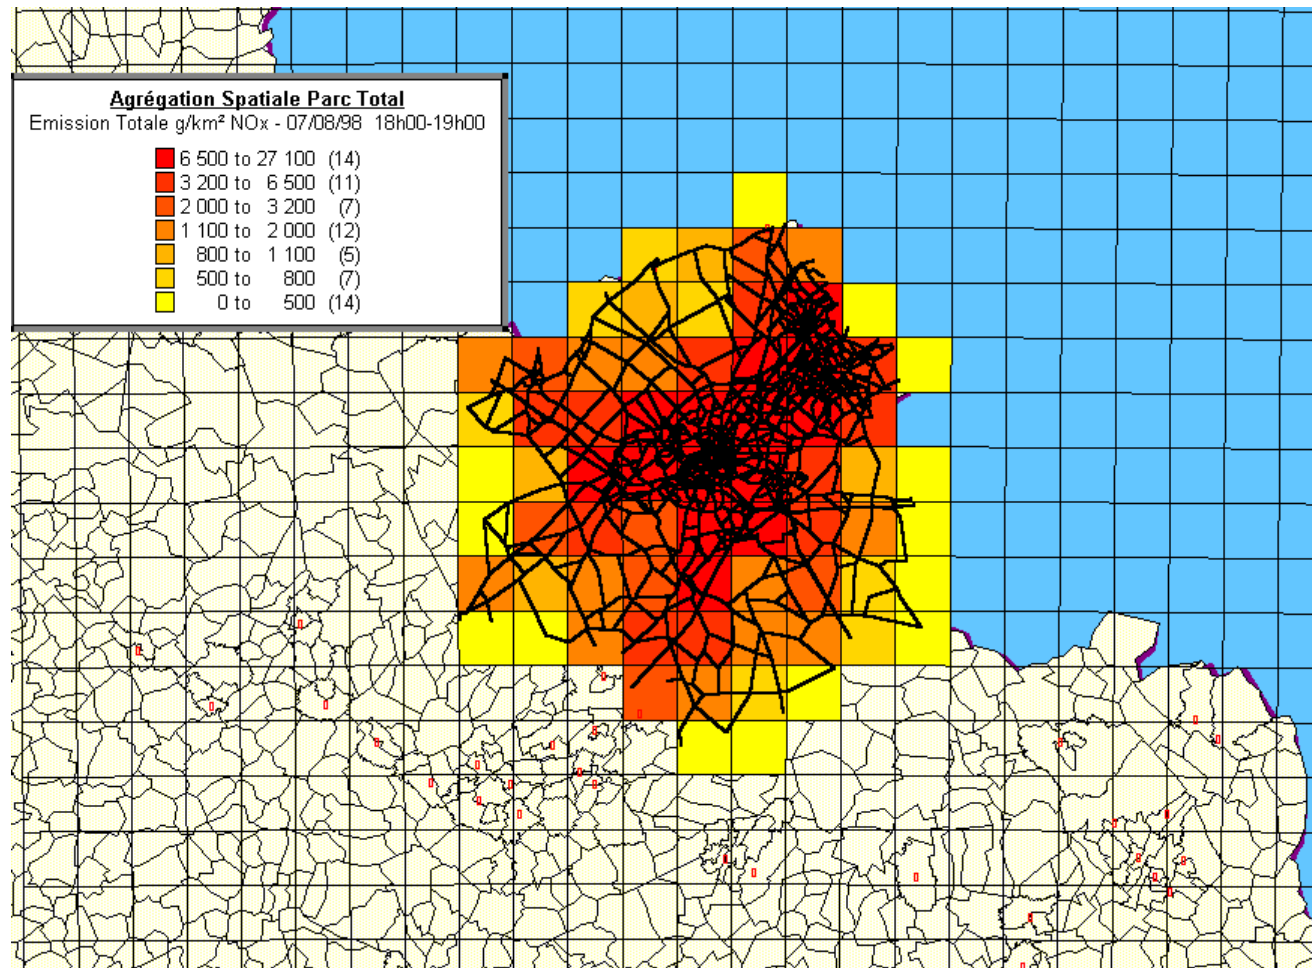 Agrégation Spatiale Parc Total
Emission Totale g/km² NOx - 07/08/98 18h00-19h00
6 500 to 27 100 (14)
3 200 to 6 500 (11)
2 000 to 3 200 (7)
1 100 to 2 000 (12)
800 to 1 100 (5)
500 to 800 (7)
0 to 500 (14)